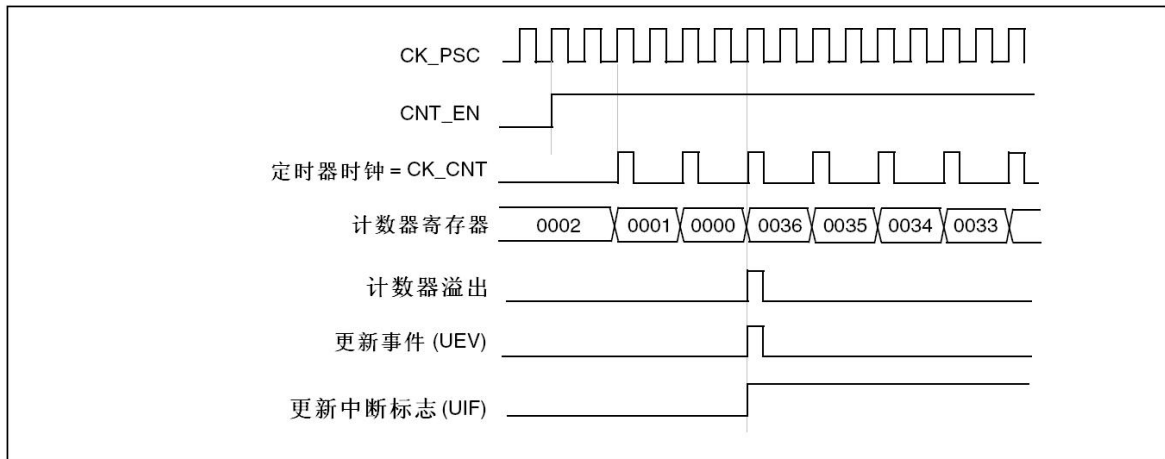 CK_PSC
CNT_EN
定时器时钟 = CK_CNT
计数器寄存器 0002 0001 0000 0036 0035 0034 0033
计数器溢出
更新事件 (UEV)
更新中断标志 (UIF)